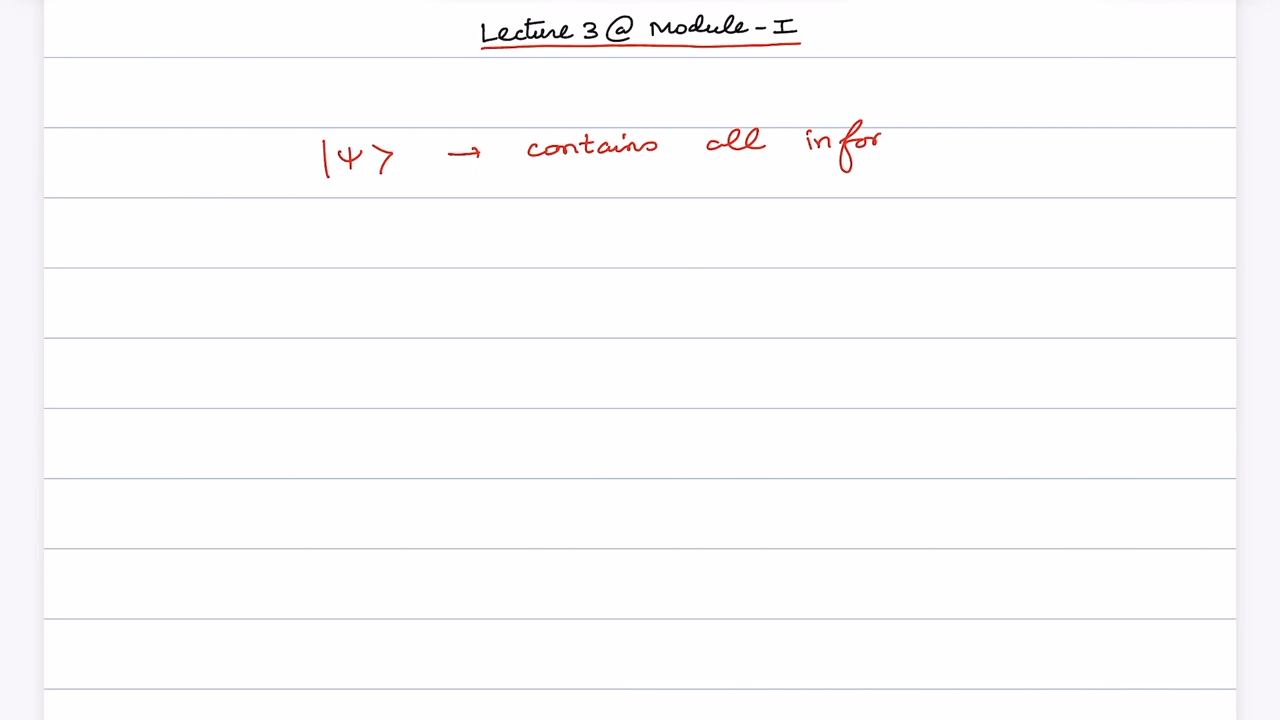 Lecture 3 @ Module - I
|ψ> → contains all infor